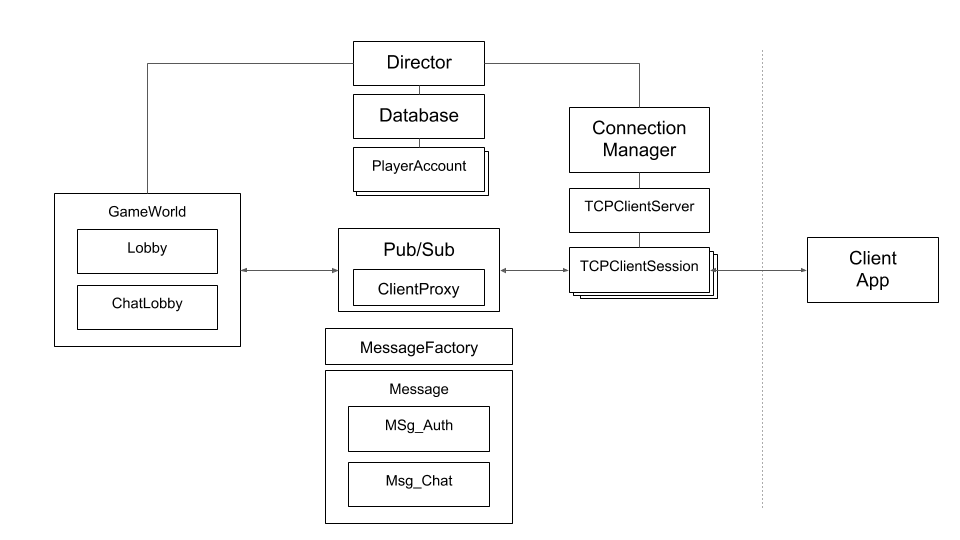 Director
Database
PlayerAccount
Connection
Manager
TCPClientServer
TCPClientSession
GameWorld
Lobby
ChatLobby
Pub/Sub
ClientProxy
Client
App
MessageFactory
Message
MSg_Auth
Msg_Chat